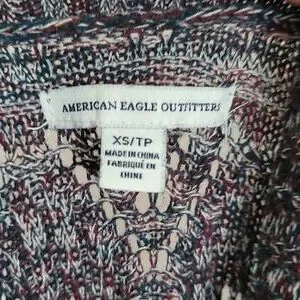 AMERICAN EAGLE OUTFITTERS
XS/TP
MADE IN CHINA
FABRIQUÉ EN
CHINE